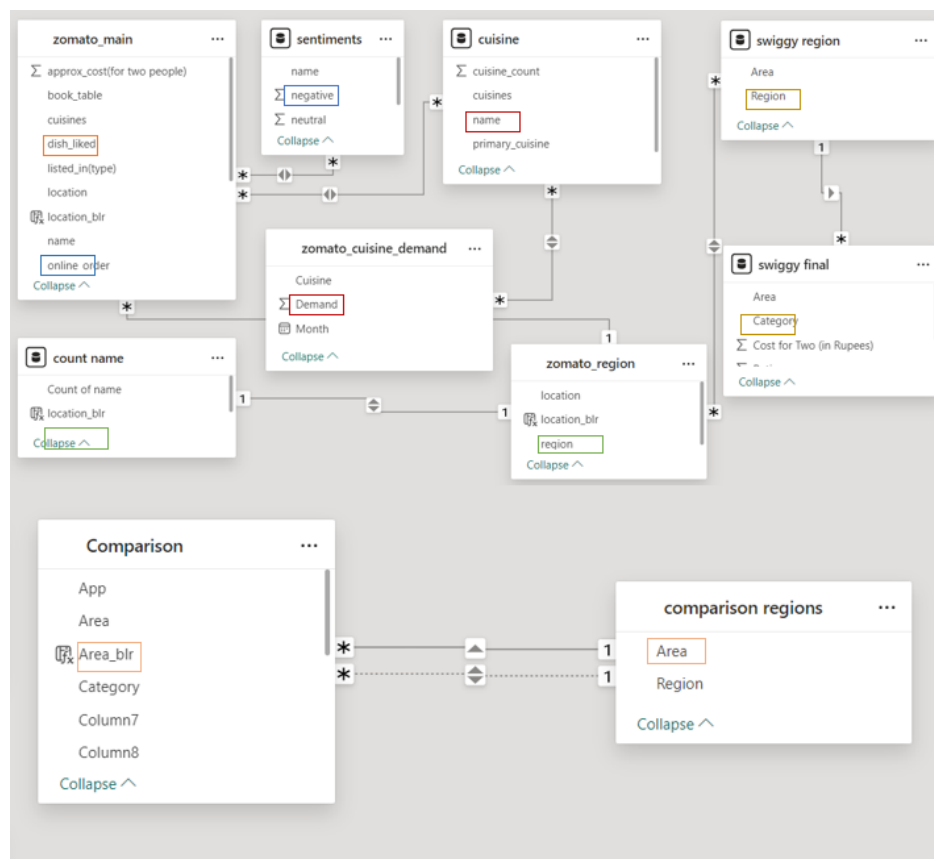 zomato_main ...
Σ approx_cost(for two people)
book_table
cuisines
dish_liked
listed_in(type)
location
location_blr
name
online order
Collapse
sentiments ...
name
Σ negative
Σ neutral
Collapse
cuisine ...
Σ cuisine_count
cuisines
name
primary_cuisine
Collapse
swiggy region ...
Area
Region
Collapse
* *
* *
* *
1
*
zomato_cuisine_demand ...
Cuisine
Σ Demand
Month
Collapse
*
*
1
swiggy final ...
Area
Category
Σ Cost for Two (in Rupees)
Collapse
count name ...
Count of name
location_blr
Collapse
1 1
zomato_region ...
location
location_blr
region
Collapse
*
Comparison ...
App
Area
Area_blr
Category
Column7
Column8
Collapse
* 1
* 1
comparison regions ...
Area
Region
Collapse